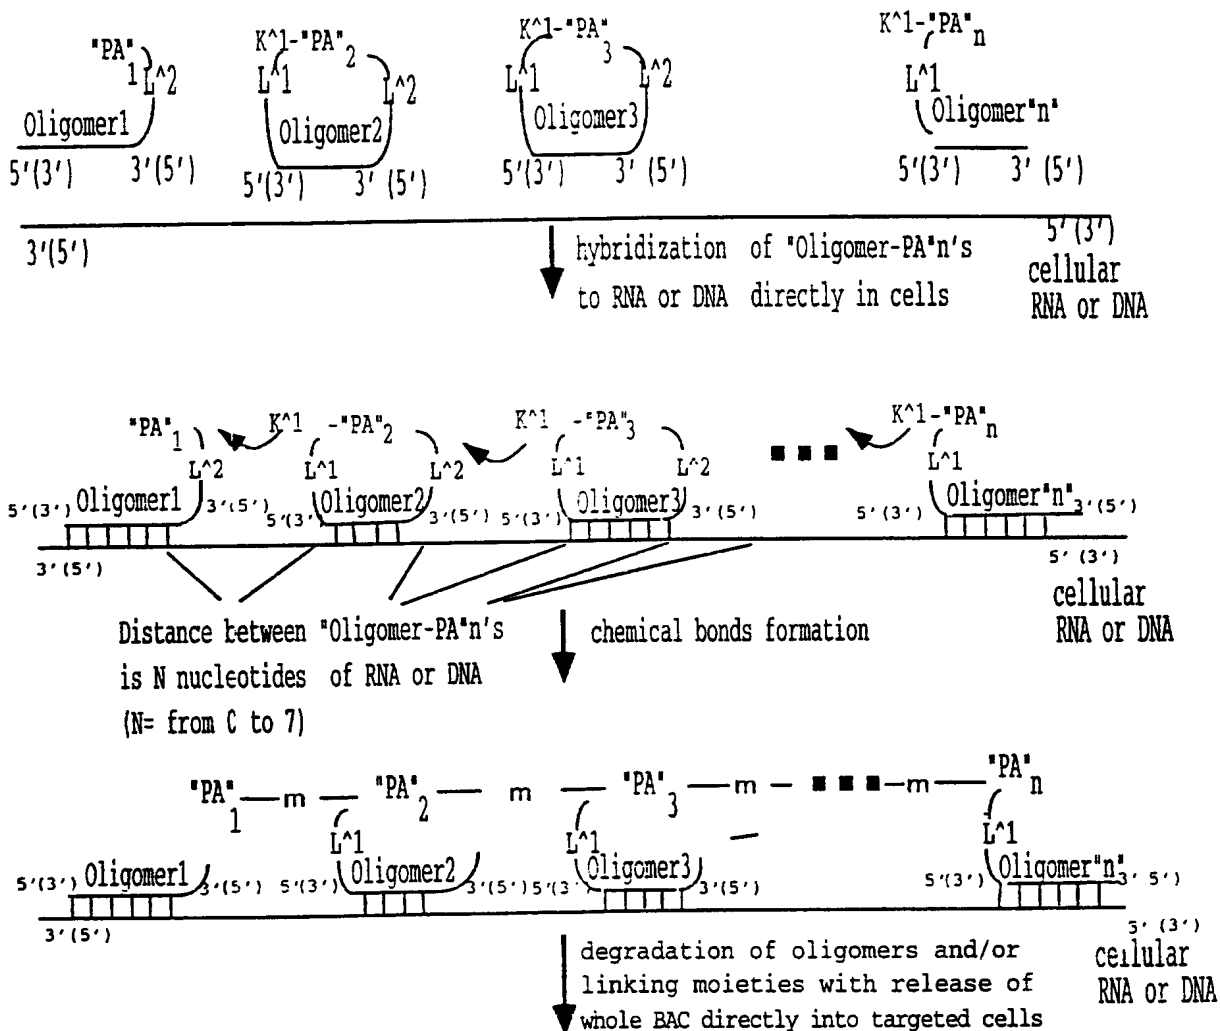 "PA" 1 L^2
K^1-"PA" 2
L^1 L^2
K^1-"PA" 3
L^1 L^2
K^1-"PA" n
L^1
Oligomer1 Oligomer2 Oligomer3 Oligomer"n"
5'(3') 3'(5') 5'(3') 3'(5') 5'(3') 3'(5') 5'(3') 3'(5')
3'(5') 5'(3')
hybridization of "Oligomer-PA"n's
to RNA or DNA directly in cells
cellular
RNA or DNA
"PA" 1 K^1 -"PA" 2 K^1 -"PA" 3 K^1-"PA" n
L^2 L^1 L^2 L^1 L^2 L^1
5'(3') Oligomer1 3'(5') 5'(3') Oligomer2 3'(5') 5'(3') Oligomer3 3'(5') 5'(3') Oligomer"n" 3'(5')
3'(5') 5'(3')
cellular
RNA or DNA
Distance between "Oligomer-PA"n's
is N nucleotides of RNA or DNA
(N= from C to 7)
chemical bonds formation
"PA" 1 — m — "PA" 2 — m — "PA" 3 — m — ■ ■ ■ — m — "PA" n
L^1 L^1 L^1
5'(3') Oligomer1 3'(5') 5'(3') Oligomer2 3'(5') 5'(3') Oligomer3 3'(5') 5'(3') Oligomer"n" 3' 5')
3'(5') 5'(3')
cellular
RNA or DNA
degradation of oligomers and/or
linking moieties with release of
whole BAC directly into targeted cells